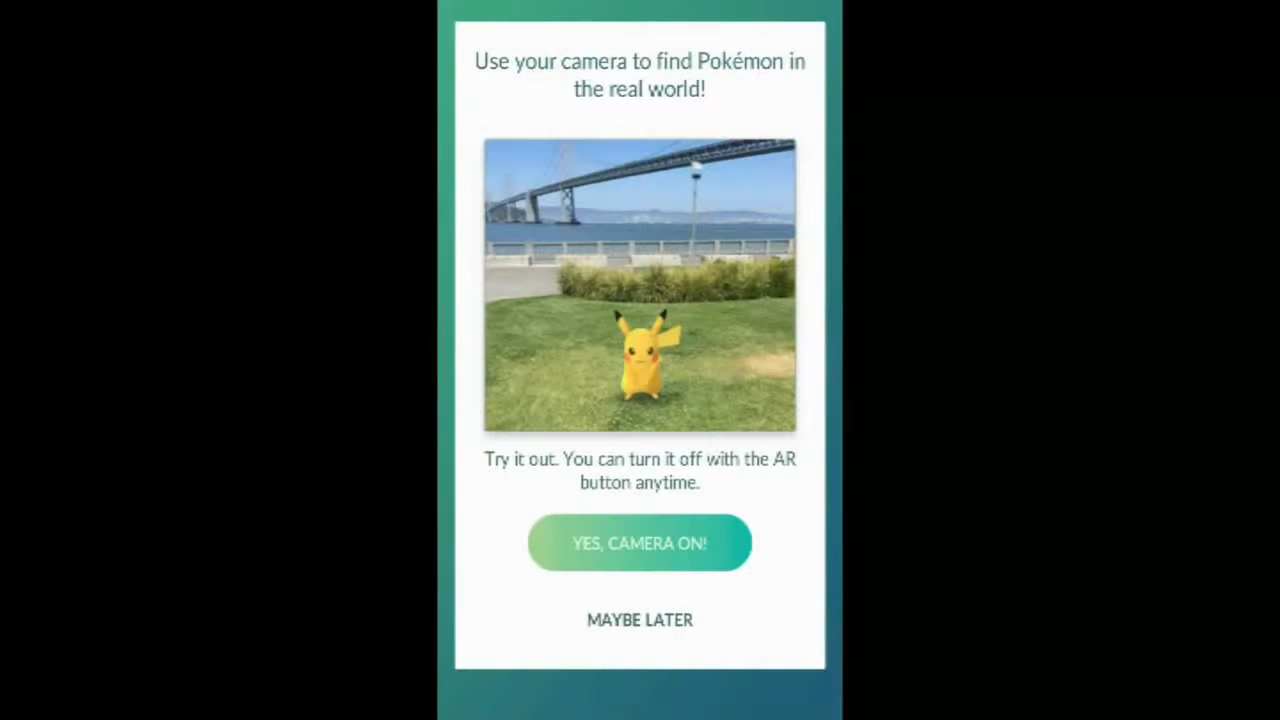 Use your camera to find Pokémon in
the real world!
Try it out. You can turn it off with the AR
button anytime.
YES, CAMERA ON!
MAYBE LATER